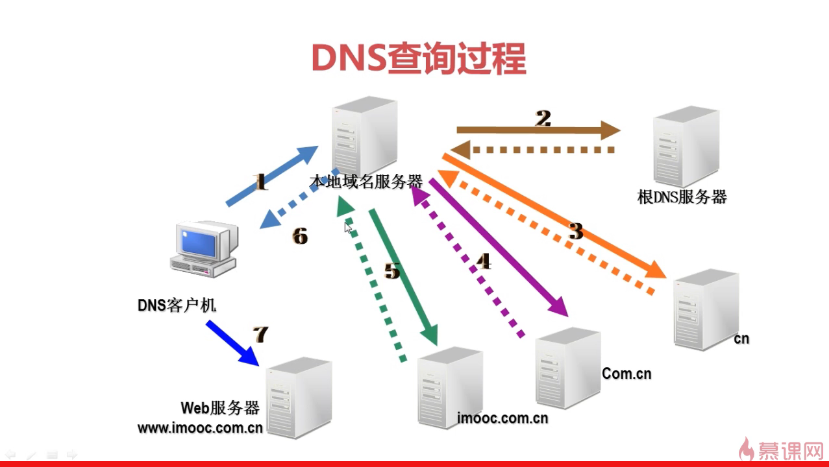 DNS查询过程
2
1
本地域名服务器
根DNS服务器
3
6
4
5
DNS客户机
7
cn
Com.cn
Web服务器
www.imooc.com.cn
imooc.com.cn
慕课网